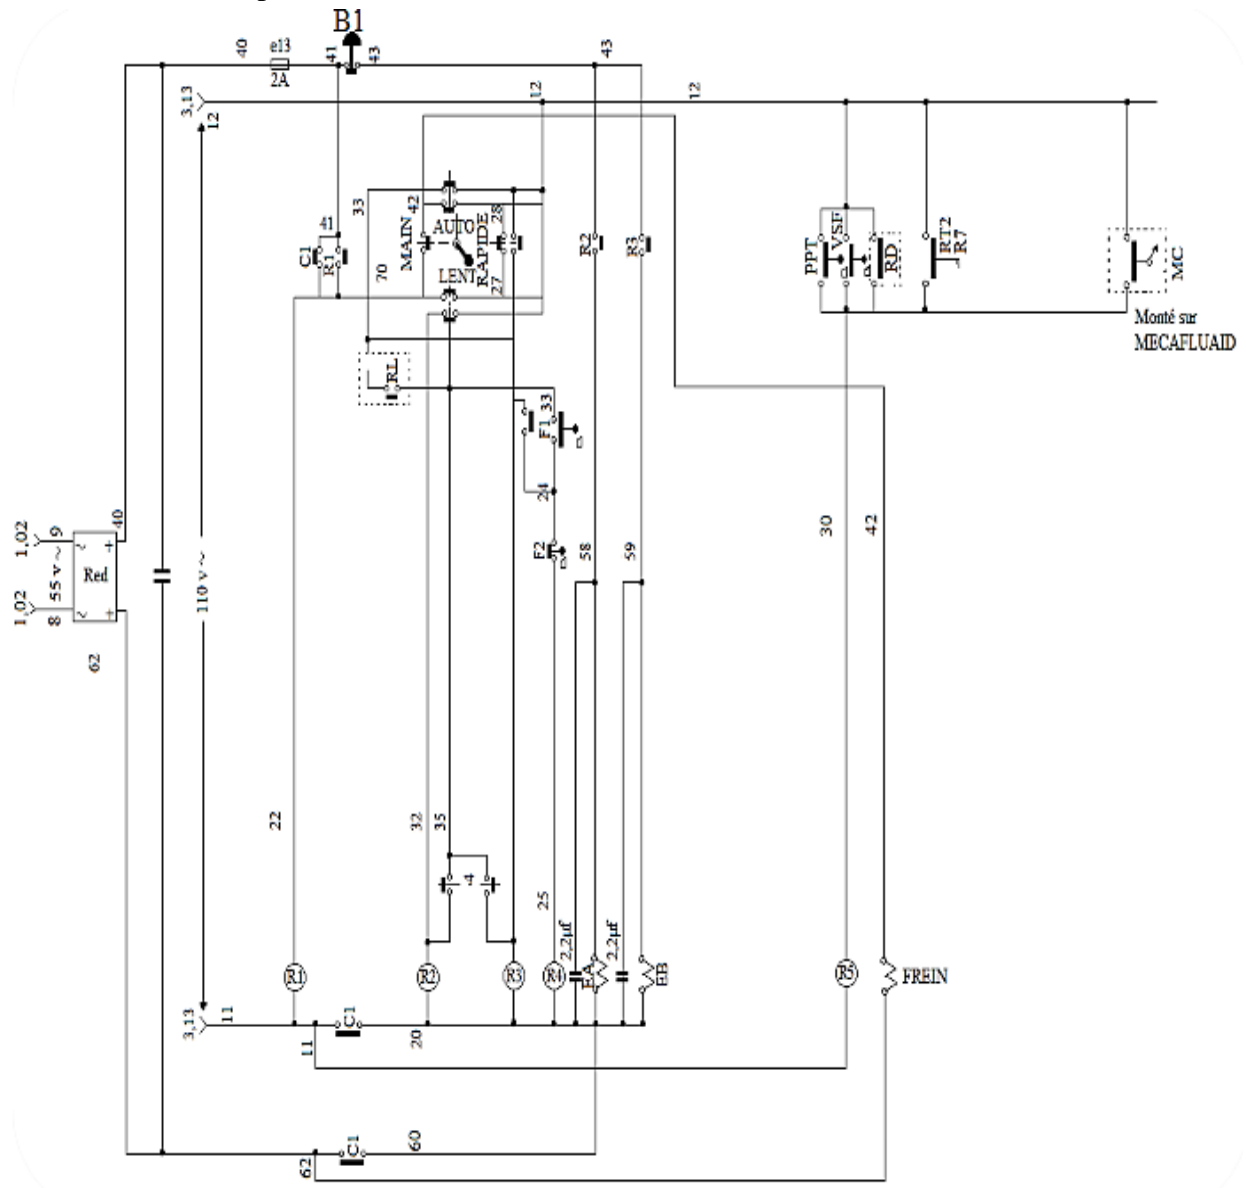 B1
40
e13
41
43
43
2A
3,13
12
12
12
33
42
28
41
C1
R1
MAIN
AUTO
RAPIDE
R2
R3
70
LENT
27
PPT
VSF
RD
RT2
R7
MC
Monté sur
MECAFLUAID
RL
33
F1
24
F2
58
59
30
42
1,02
9
40
55 v ~
Red
110 v ~
1,02
8
62
22
32
35
4
25
2,2µf
2,2µf
R1
R2
R3
R4
EA
EB
R5
FREIN
3,13
11
C1
20
11
C1
60
62